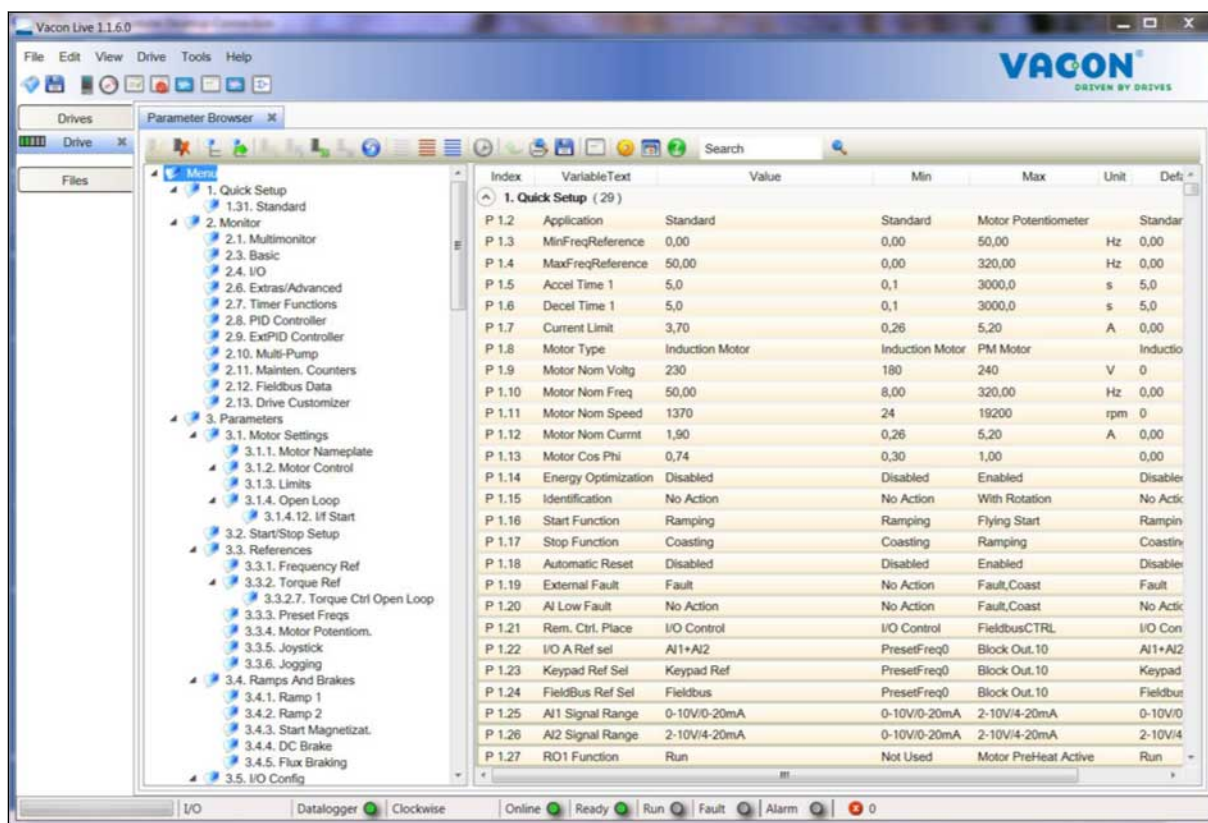 Vacon Live 1.1.6.0
File Edit View Drive Tools Help
VACON®
DRIVEN BY DRIVES
Drives
Drive
Files
Parameter Browser
Search
Menu
1. Quick Setup
1.31. Standard
2. Monitor
2.1. Multimonitor
2.3. Basic
2.4. I/O
2.6. Extras/Advanced
2.7. Timer Functions
2.8. PID Controller
2.9. ExtPID Controller
2.10. Multi-Pump
2.11. Mainten. Counters
2.12. Fieldbus Data
2.13. Drive Customizer
3. Parameters
3.1. Motor Settings
3.1.1. Motor Nameplate
3.1.2. Motor Control
3.1.3. Limits
3.1.4. Open Loop
3.1.4.12. I/f Start
3.2. Start/Stop Setup
3.3. References
3.3.1. Frequency Ref
3.3.2. Torque Ref
3.3.2.7. Torque Ctrl Open Loop
3.3.3. Preset Freqs
3.3.4. Motor Potentiom.
3.3.5. Joystick
3.3.6. Jogging
3.4. Ramps And Brakes
3.4.1. Ramp 1
3.4.2. Ramp 2
3.4.3. Start Magnetizat.
3.4.4. DC Brake
3.4.5. Flux Braking
3.5. I/O Config
Index VariableText Value Min Max Unit Defa
1. Quick Setup (29)
P 1.2 Application Standard Standard Motor Potentiometer Standar
P 1.3 MinFreqReference 0,00 0,00 50,00 Hz 0,00
P 1.4 MaxFreqReference 50,00 0,00 320,00 Hz 0,00
P 1.5 Accel Time 1 5,0 0,1 3000,0 s 5,0
P 1.6 Decel Time 1 5,0 0,1 3000,0 s 5,0
P 1.7 Current Limit 3,70 0,26 5,20 A 0,00
P 1.8 Motor Type Induction Motor Induction Motor PM Motor Inductio
P 1.9 Motor Nom Voltg 230 180 240 V 0
P 1.10 Motor Nom Freq 50,00 8,00 320,00 Hz 0,00
P 1.11 Motor Nom Speed 1370 24 19200 rpm 0
P 1.12 Motor Nom Currnt 1,90 0,26 5,20 A 0,00
P 1.13 Motor Cos Phi 0,74 0,30 1,00 0,00
P 1.14 Energy Optimization Disabled Disabled Enabled Disable
P 1.15 Identification No Action No Action With Rotation No Actic
P 1.16 Start Function Ramping Ramping Flying Start Rampin
P 1.17 Stop Function Coasting Coasting Ramping Coastin
P 1.18 Automatic Reset Disabled Disabled Enabled Disable
P 1.19 External Fault Fault No Action Fault,Coast Fault
P 1.20 AI Low Fault No Action No Action Fault,Coast No Actic
P 1.21 Rem. Ctrl. Place I/O Control I/O Control FieldbusCTRL I/O Con
P 1.22 I/O A Ref sel AI1+AI2 PresetFreq0 Block Out.10 AI1+AI2
P 1.23 Keypad Ref Sel Keypad Ref PresetFreq0 Block Out.10 Keypad
P 1.24 FieldBus Ref Sel Fieldbus PresetFreq0 Block Out.10 Fieldbus
P 1.25 AI1 Signal Range 0-10V/0-20mA 0-10V/0-20mA 2-10V/4-20mA 0-10V/0
P 1.26 AI2 Signal Range 2-10V/4-20mA 0-10V/0-20mA 2-10V/4-20mA 2-10V/4
P 1.27 RO1 Function Run Not Used Motor PreHeat Active Run
I/O Datalogger Clockwise Online Ready Run Fault Alarm 0